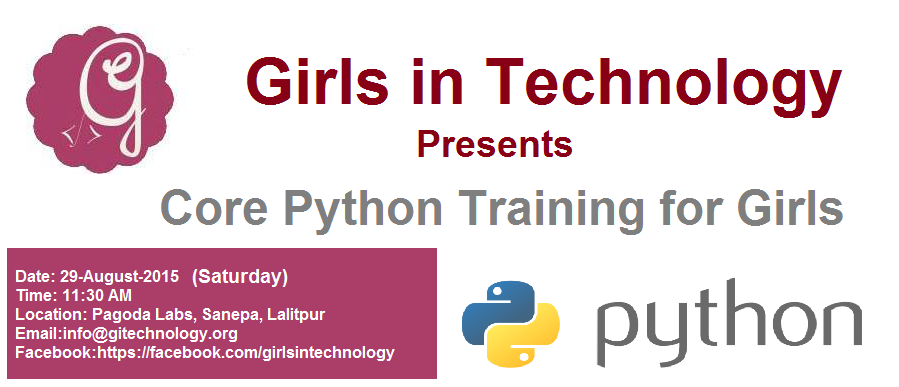 Girls in Technology
Presents
Core Python Training for Girls
G
</>
Date: 29-August-2015 (Saturday)
Time: 11:30 AM
Location: Pagoda Labs, Sanepa, Lalitpur
Email:info@gitechnology.org
Facebook:https://facebook.com/girlsintechnology
python